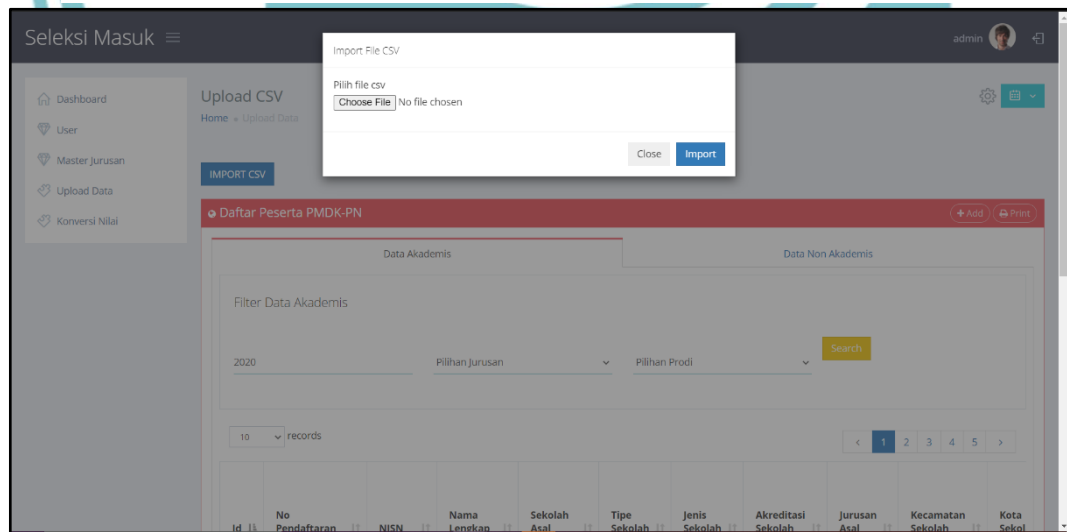 Seleksi Masuk
admin
Import File CSV
Pilih file csv
Choose File No file chosen
Close Import
Dashboard
User
Master Jurusan
Upload Data
Konversi Nilai
Upload CSV
Home » Upload Data
IMPORT CSV
Daftar Peserta PMDK-PN
Add Print
Data Akademis Data Non Akademis
Filter Data Akademis
2020 Pilihan Jurusan Pilihan Prodi Search
10 records
< 1 2 3 4 5 >
Id No Pendaftaran NISN Nama Lengkap Sekolah Asal Tipe Sekolah Jenis Sekolah Akreditasi Sekolah Jurusan Asal Kecamatan Sekolah Kota Sekol